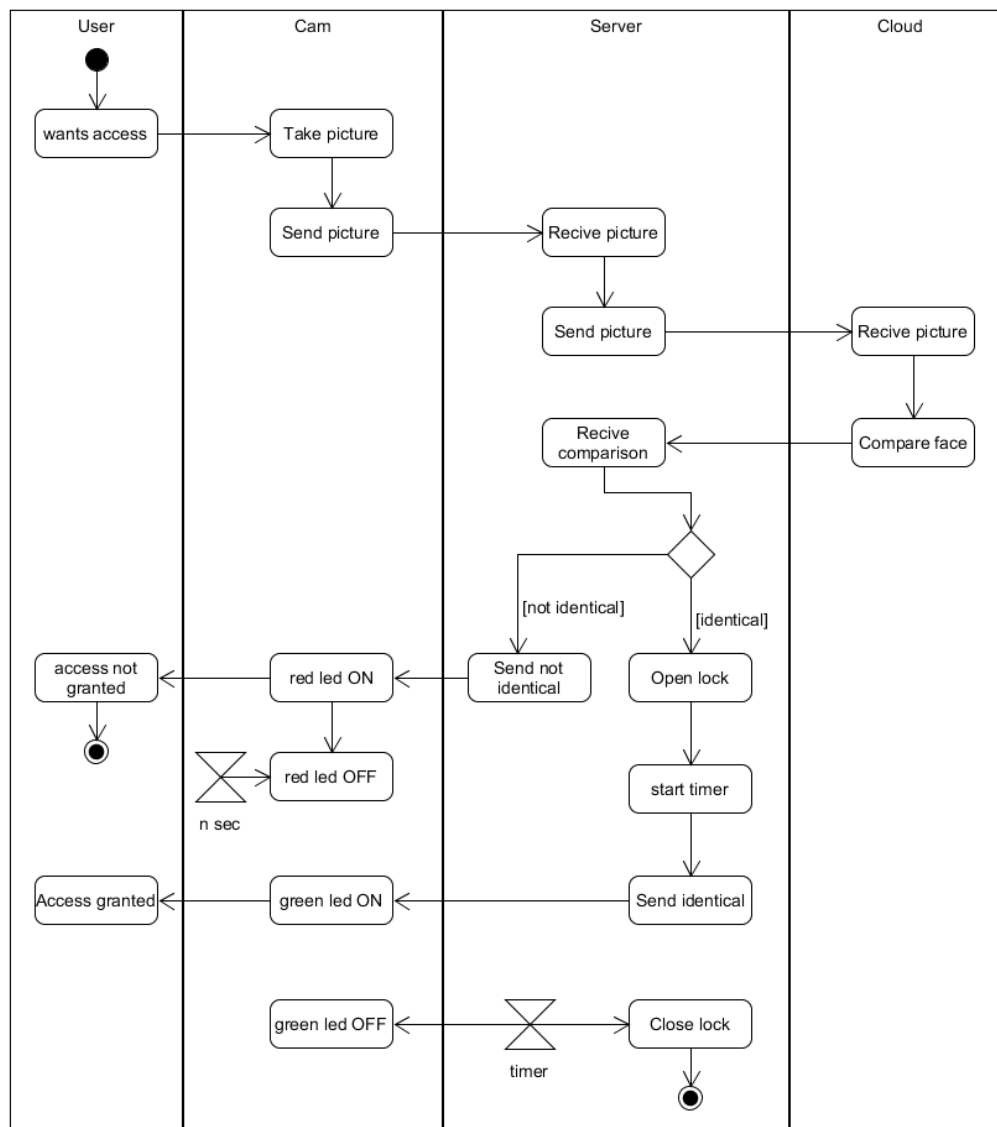 User
Cam
Server
Cloud
wants access
Take picture
Send picture
Recive picture
Send picture
Recive picture
Recive
comparison
Compare face
[not identical]
[identical]
access not
granted
red led ON
Send not
identical
Open lock
red led OFF
n sec
start timer
Access granted
green led ON
Send identical
green led OFF
timer
Close lock